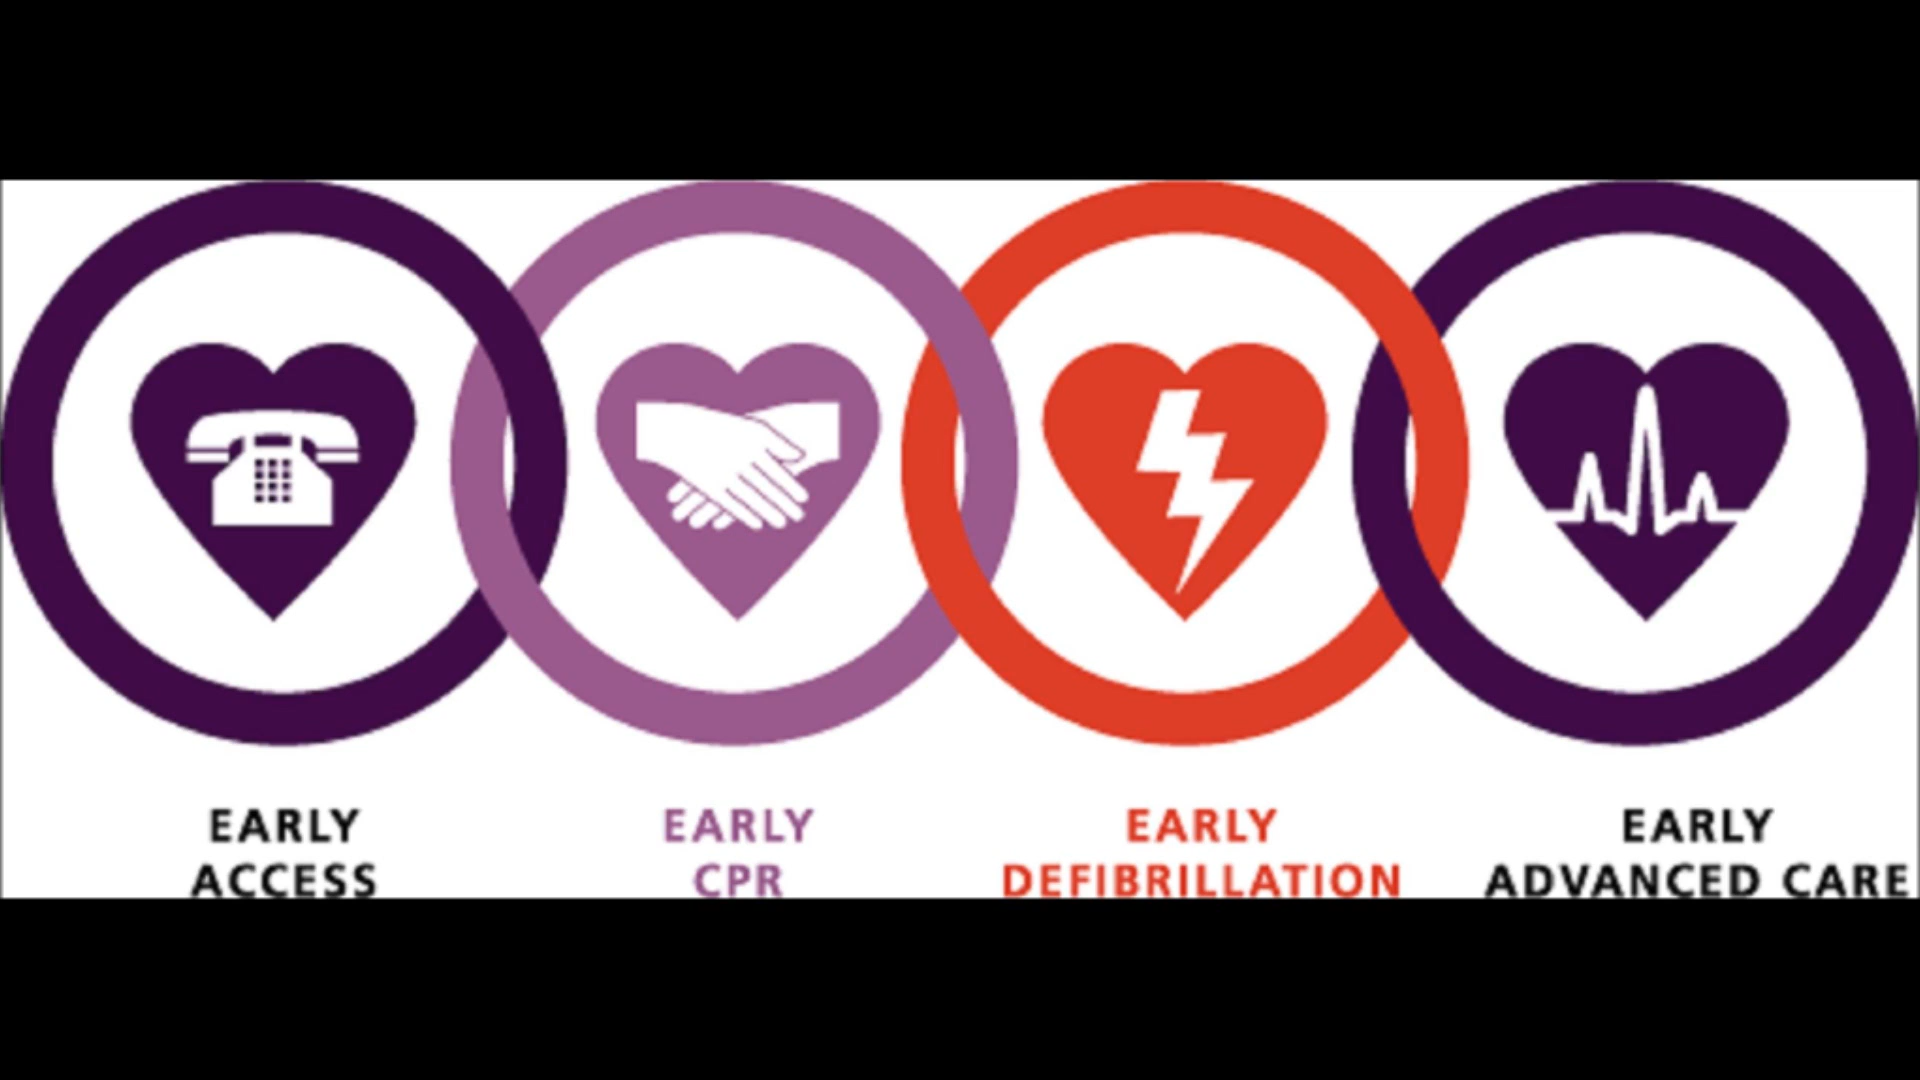 EARLY
ACCESS
EARLY
CPR
EARLY
DEFIBRILLATION
EARLY
ADVANCED CARE